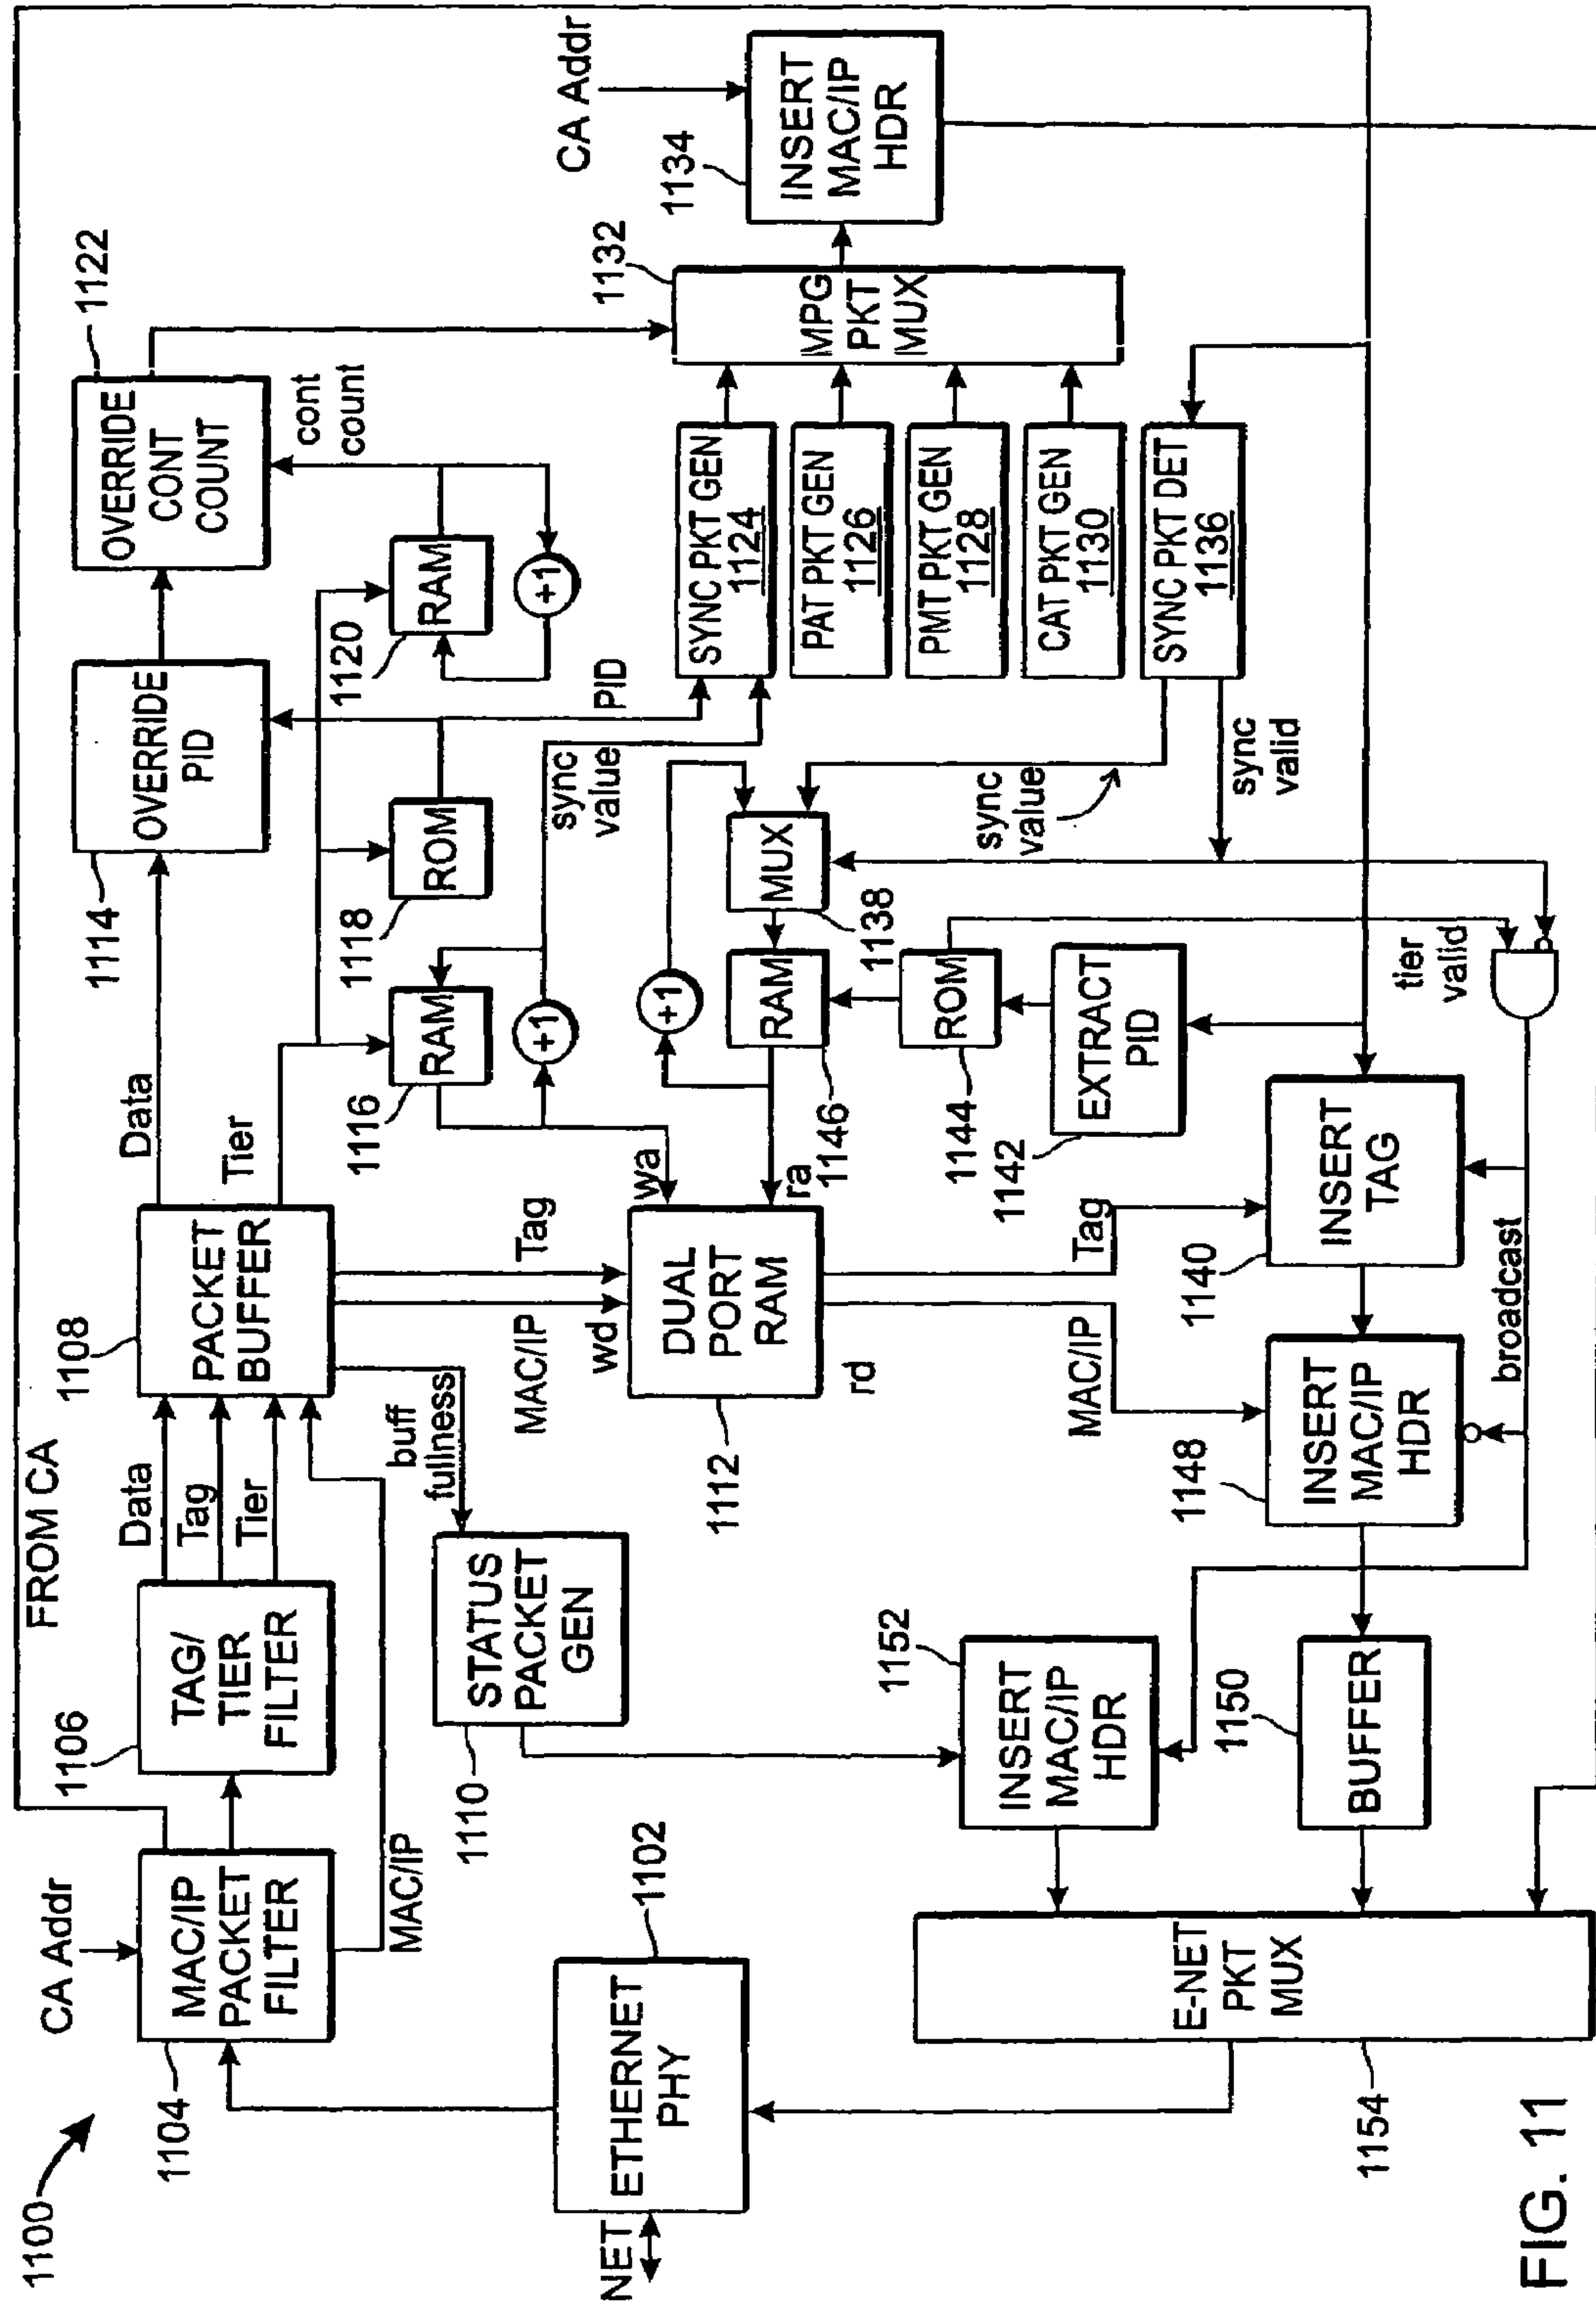 1100
FROM CA
CA Addr
1104
MAC/IP
PACKET
FILTER
MAC/IP
1106
TAG/
TIER
FILTER
Data
Tag
Tier
1108
PACKET
BUFFER
Data
Tier
1114
OVERRIDE
PID
OVERRIDE
CONT
COUNT
1122
cont
count
buff
fullness
STATUS
PACKET
GEN
1110
MAC/IP
Tag
wd
wa
ra
rd
DUAL
PORT
RAM
1112
1116
RAM
+1
1118
ROM
1120
RAM
+1
sync
value
PID
SYNC PKT GEN
1124
PAT PKT GEN
1126
PMT PKT GEN
1128
CAT PKT GEN
1130
SYNC PKT DET
1136
1132
MPG
PKT
MUX
CA Addr
1134
INSERT
MAC/IP
HDR
+1
MUX
1138
RAM
1146
ROM
1144
EXTRACT
PID
1142
sync
value
sync
valid
tier
valid
NET
ETHERNET
PHY
1102
MAC/IP
Tag
1140
INSERT
TAG
1148
INSERT
MAC/IP
HDR
broadcast
1152
INSERT
MAC/IP
HDR
1150
BUFFER
E-NET
PKT
MUX
1154
FIG. 11